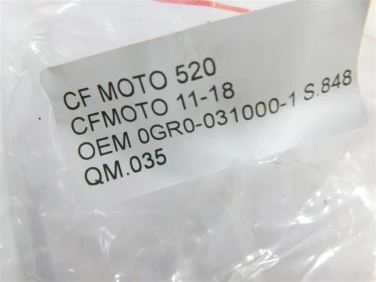 CF MOTO 520
CFMOTO 11-18
OEM 0GR0-031000-1 S.848
QM.035